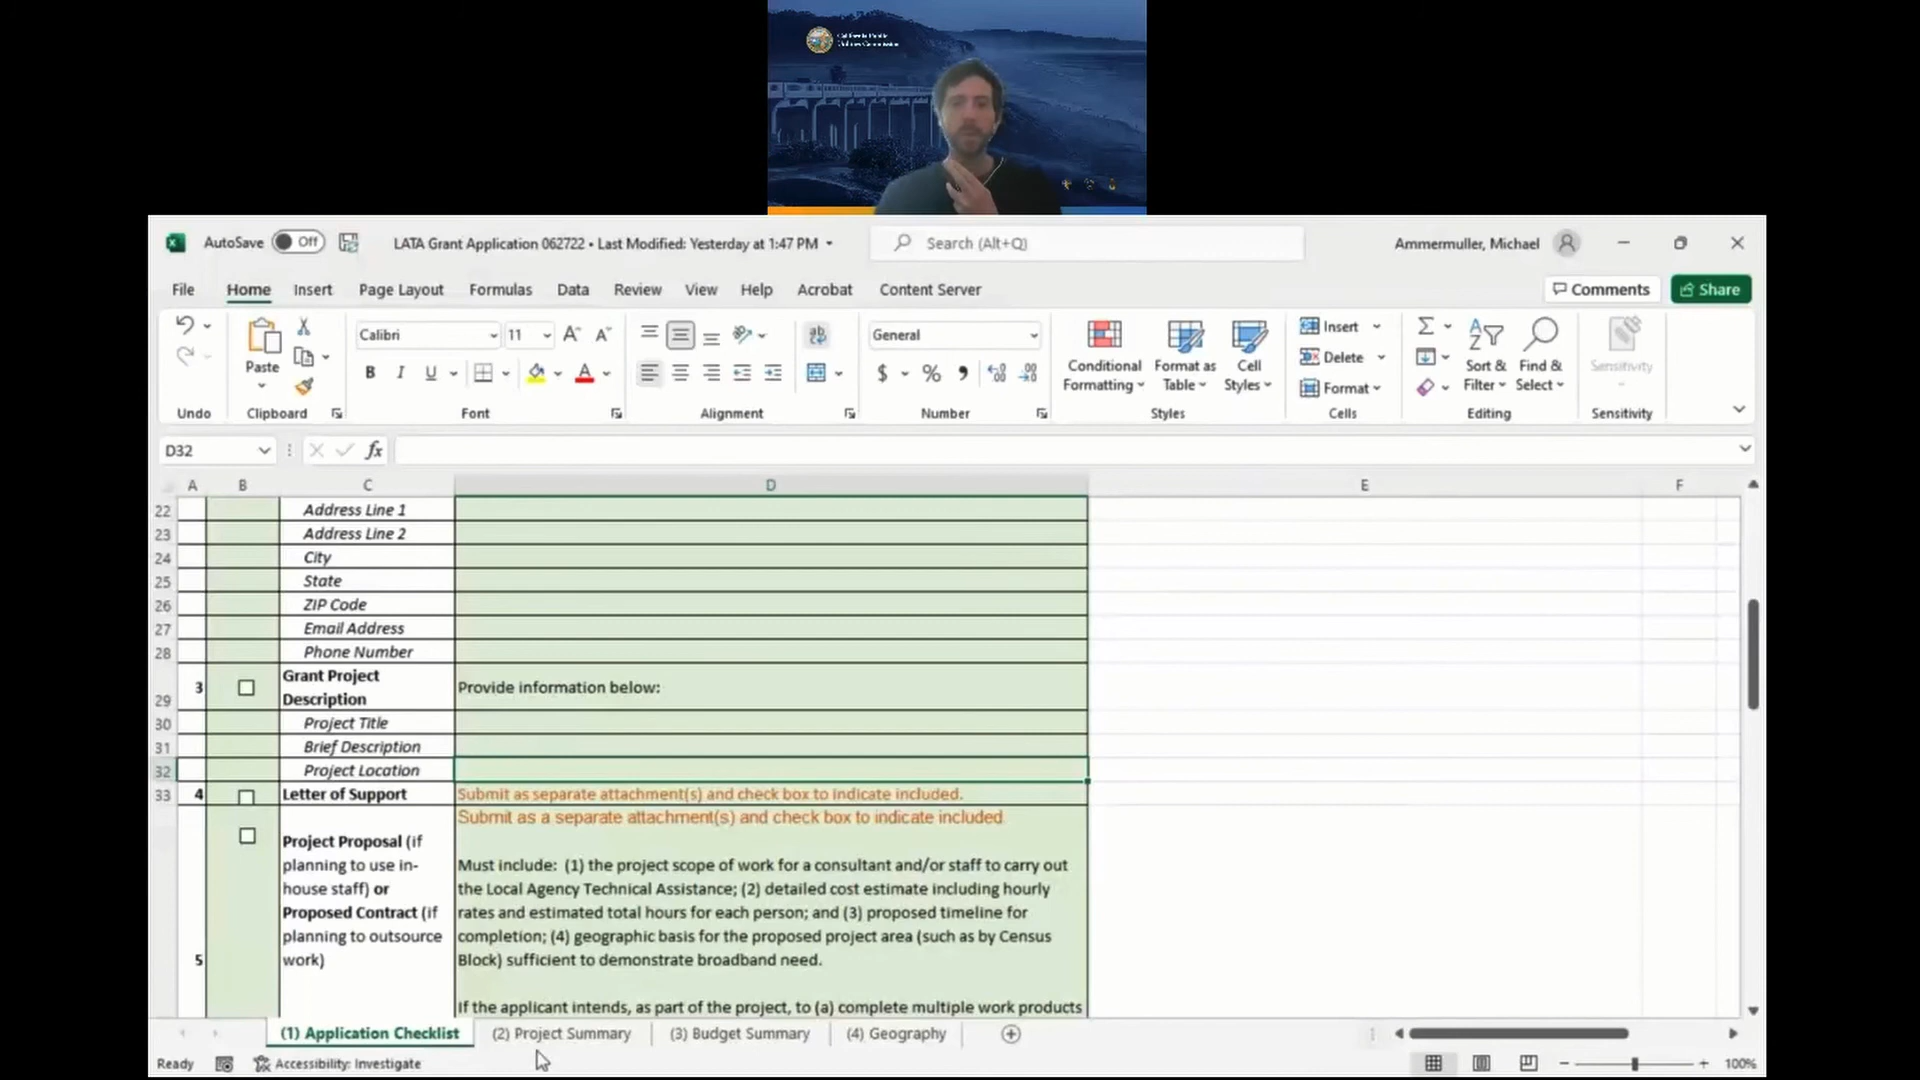 California Public
Utilities Commission
AutoSave Off LATA Grant Application 062722 • Last Modified: Yesterday at 1:47 PM Search (Alt+Q) Ammermuller, Michael
File Home Insert Page Layout Formulas Data Review View Help Acrobat Content Server Comments Share
Calibri 11 General
Paste
B I U
$ % 9
Conditional Formatting
Format as Table
Cell Styles
Insert
Delete
Format
Sort & Filter
Find & Select
Sensitivity
Undo Clipboard Font Alignment Number Styles Cells Editing Sensitivity
D32 fx
A B C D E F
22 Address Line 1
23 Address Line 2
24 City
25 State
26 ZIP Code
27 Email Address
28 Phone Number
29 3 Grant Project Description Provide information below:
30 Project Title
31 Brief Description
32 Project Location
33 4 Letter of Support Submit as separate attachment(s) and check box to indicate included.
5
Project Proposal (if
planning to use in-
house staff) or
Proposed Contract (if
planning to outsource
work)
Submit as a separate attachment(s) and check box to indicate included.
Must include: (1) the project scope of work for a consultant and/or staff to carry out
the Local Agency Technical Assistance; (2) detailed cost estimate including hourly
rates and estimated total hours for each person; and (3) proposed timeline for
completion; (4) geographic basis for the proposed project area (such as by Census
Block) sufficient to demonstrate broadband need.
If the applicant intends, as part of the project, to (a) complete multiple work products
(1) Application Checklist (2) Project Summary (3) Budget Summary (4) Geography
Ready Accessibility: Investigate 100%